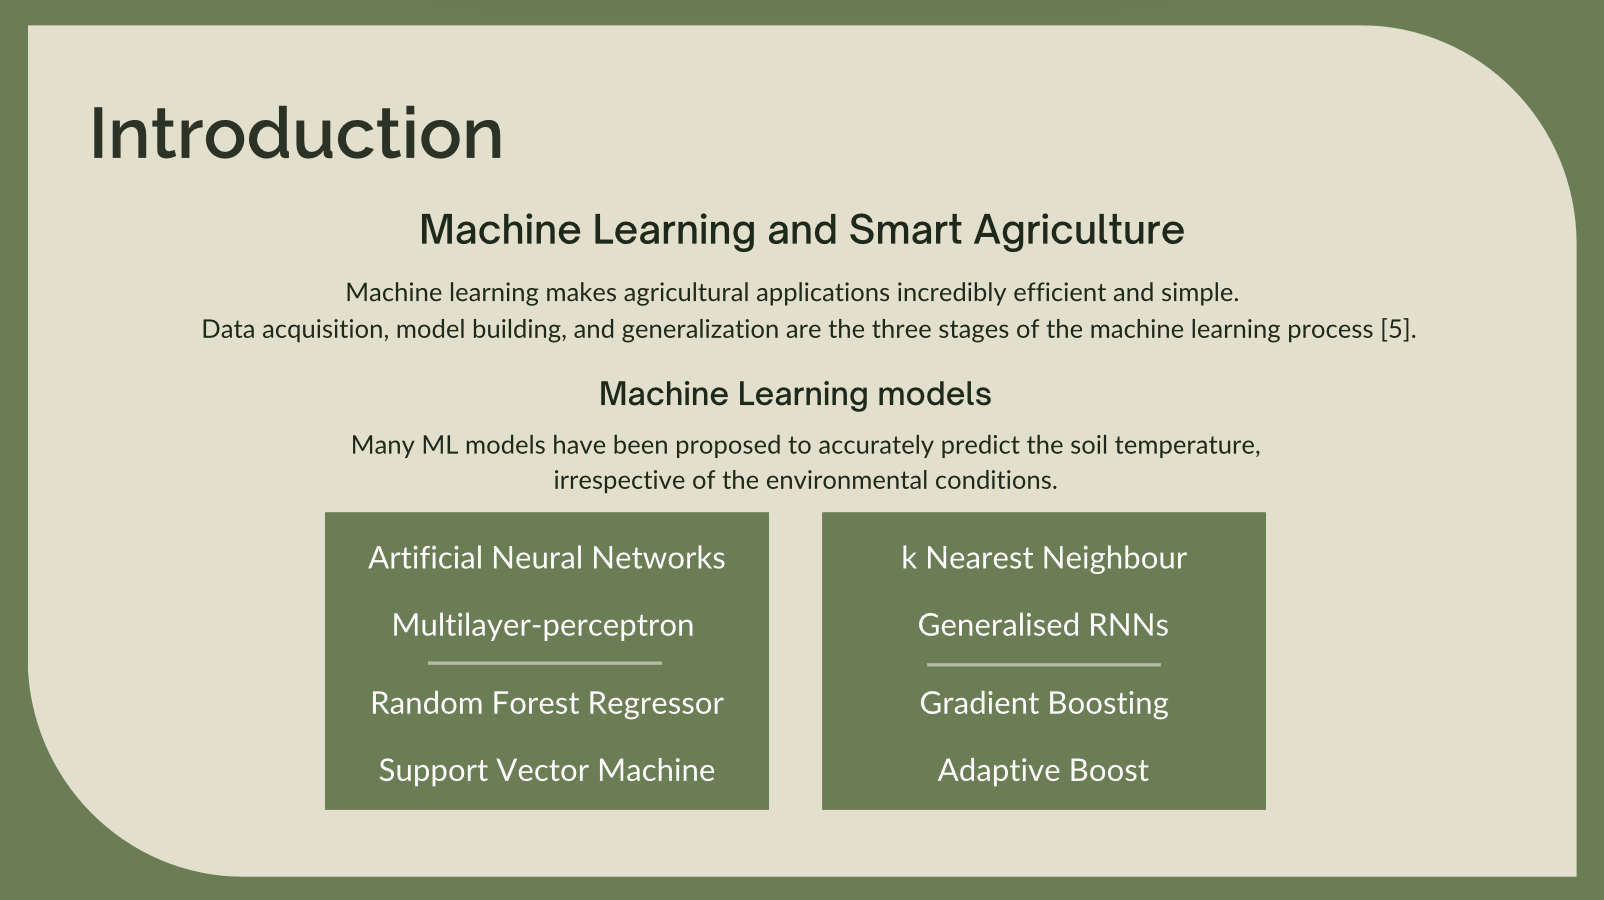 Introduction
Machine Learning and Smart Agriculture
Machine learning makes agricultural applications incredibly efficient and simple.
Data acquisition, model building, and generalization are the three stages of the machine learning process [5].
Machine Learning models
Many ML models have been proposed to accurately predict the soil temperature,
irrespective of the environmental conditions.
Artificial Neural Networks
Multilayer-perceptron
Random Forest Regressor
Support Vector Machine
k Nearest Neighbour
Generalised RNNs
Gradient Boosting
Adaptive Boost